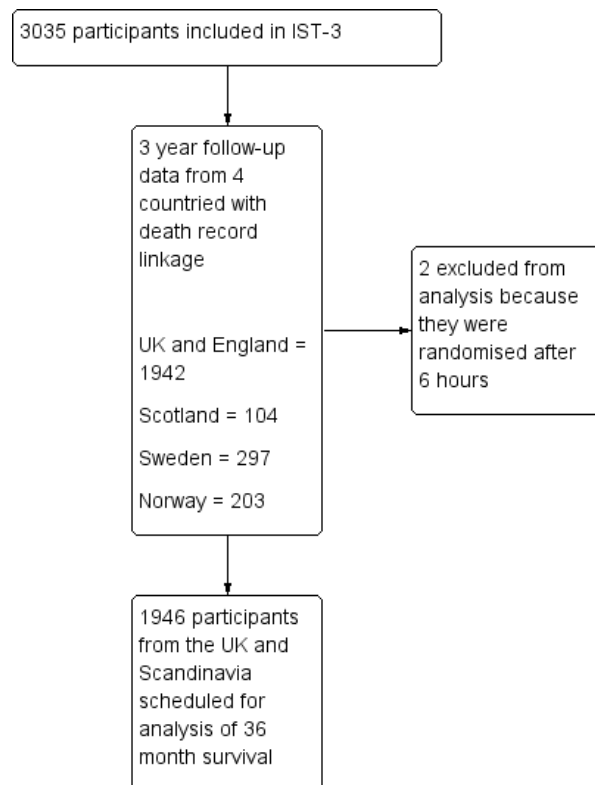 3035 participants included in IST-3
3 year follow-up
data from 4
countried with
death record
linkage
UK and England =
1942
Scotland = 104
Sweden = 297
Norway = 203
2 excluded from
analysis because
they were
randomised after
6 hours
1946 participants
from the UK and
Scandinavia
scheduled for
analysis of 36
month survival